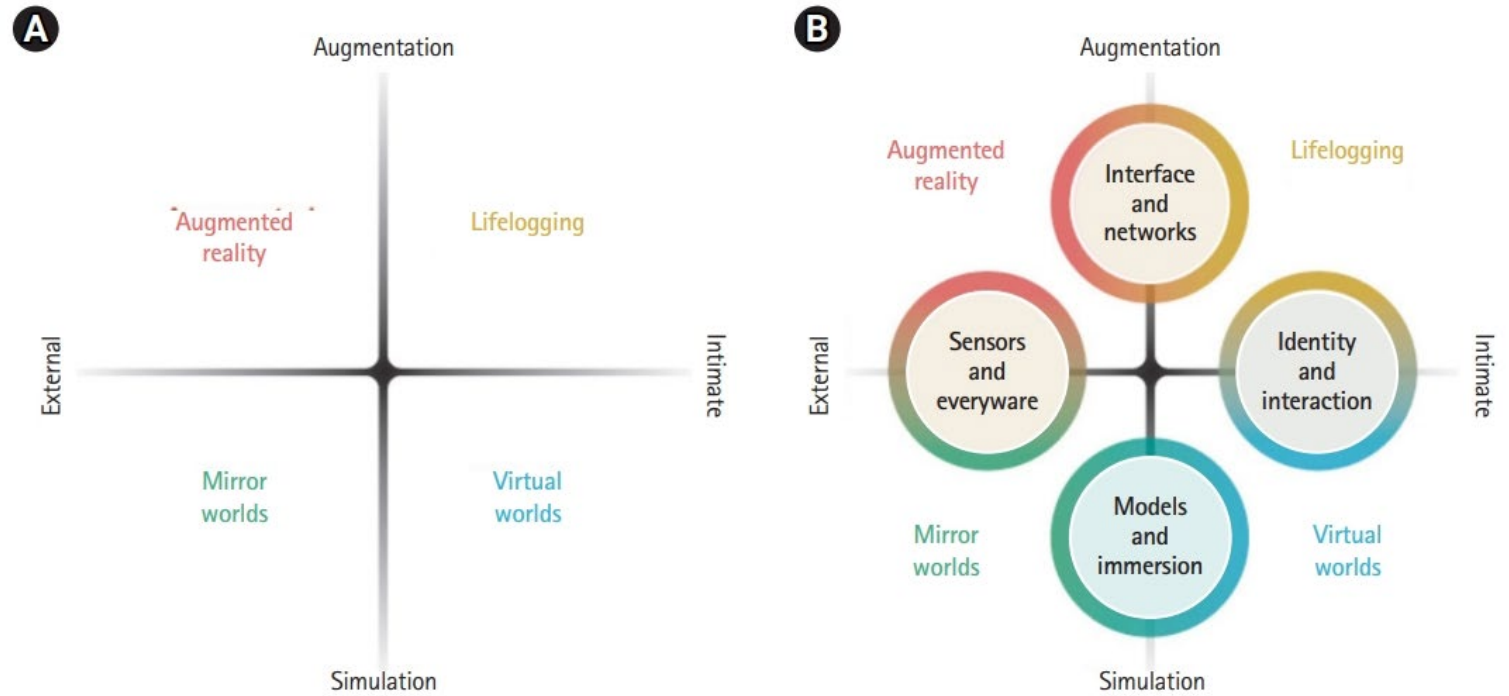 A
Augmentation
Augmented
reality
Lifelogging
External
Intimate
Mirror
worlds
Virtual
worlds
Simulation
B
Augmentation
Augmented
reality
Interface
and
networks
Lifelogging
External
Sensors
and
everyware
Identity
and
interaction
Intimate
Models
and
immersion
Mirror
worlds
Virtual
worlds
Simulation